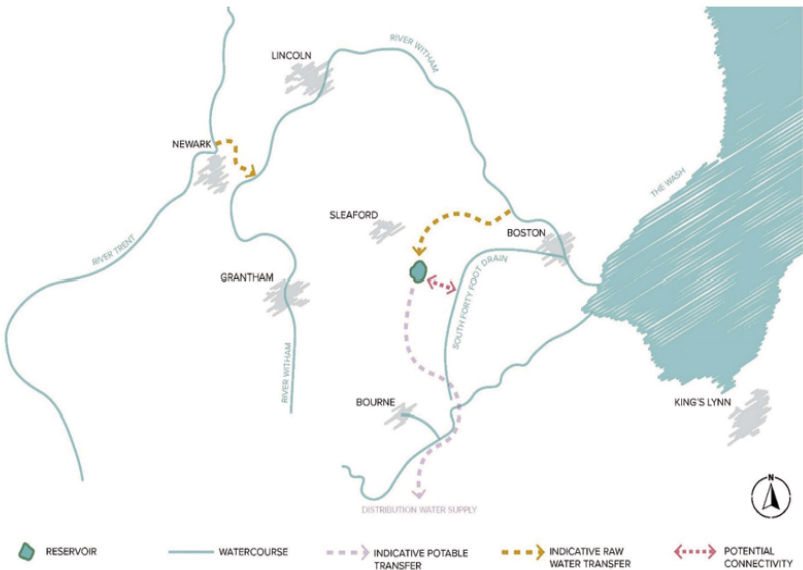 LINCOLN
RIVER WITHAM
NEWARK
THE WASH
SLEAFORD
BOSTON
RIVER TRENT
GRANTHAM
SOUTH FORTY FOOT DRAIN
RIVER WITHAM
BOURNE
KING'S LYNN
N
DISTRIBUTION WATER SUPPLY
RESERVOIR
WATERCOURSE
INDICATIVE POTABLE
TRANSFER
INDICATIVE RAW
WATER TRANSFER
POTENTIAL
CONNECTIVITY